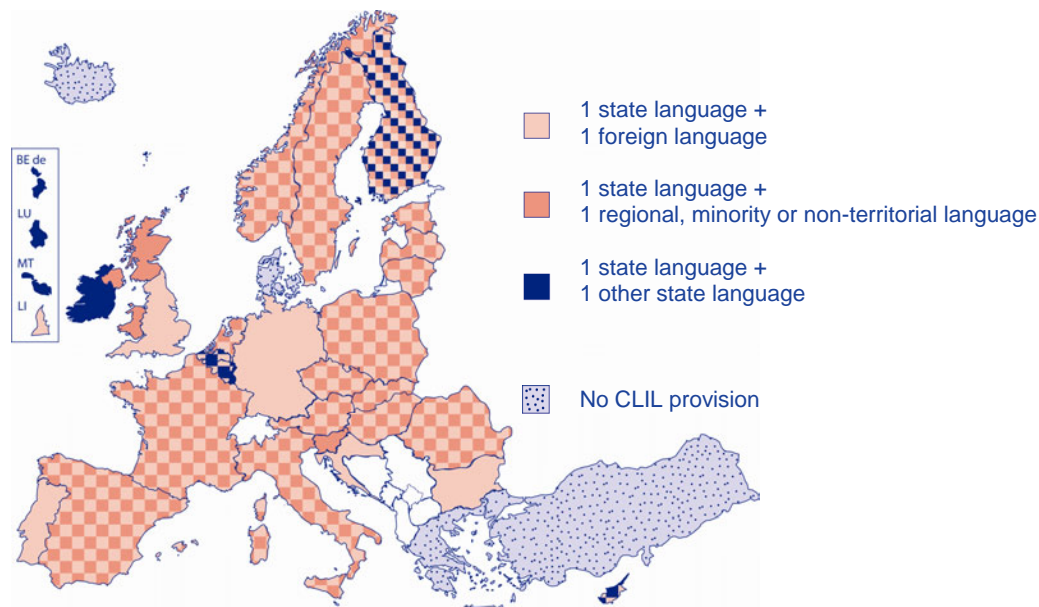 BE de
LU
MT
LI
1 state language +
1 foreign language
1 state language +
1 regional, minority or non-territorial language
1 state language +
1 other state language
No CLIL provision